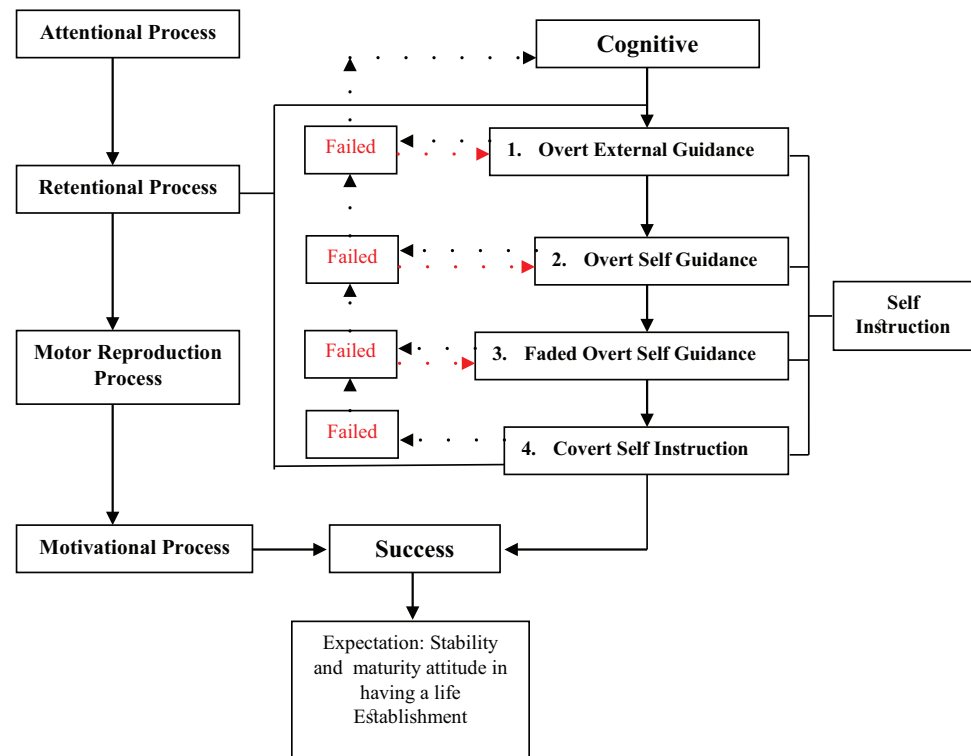 Attentional Process
Cognitive
Failed
1. Overt External Guidance
Retentional Process
Failed
2. Overt Self Guidance
Self
Instruction
Motor Reproduction
Process
Failed
3. Faded Overt Self Guidance
Failed
4. Covert Self Instruction
Motivational Process
Success
Expectation: Stability
and maturity attitude in
having a life
Establishment